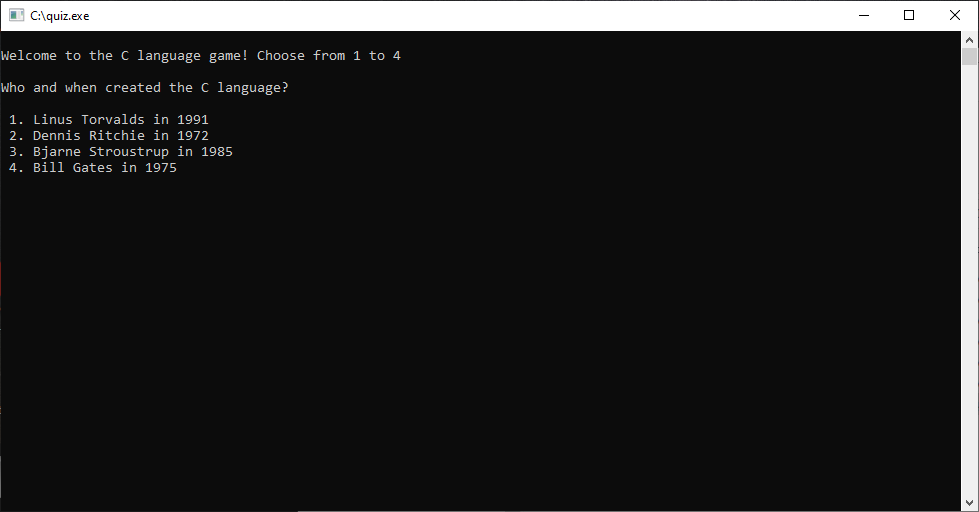 C:\quiz.exe
Welcome to the C language game! Choose from 1 to 4
Who and when created the C language?
1. Linus Torvalds in 1991
2. Dennis Ritchie in 1972
3. Bjarne Stroustrup in 1985
4. Bill Gates in 1975